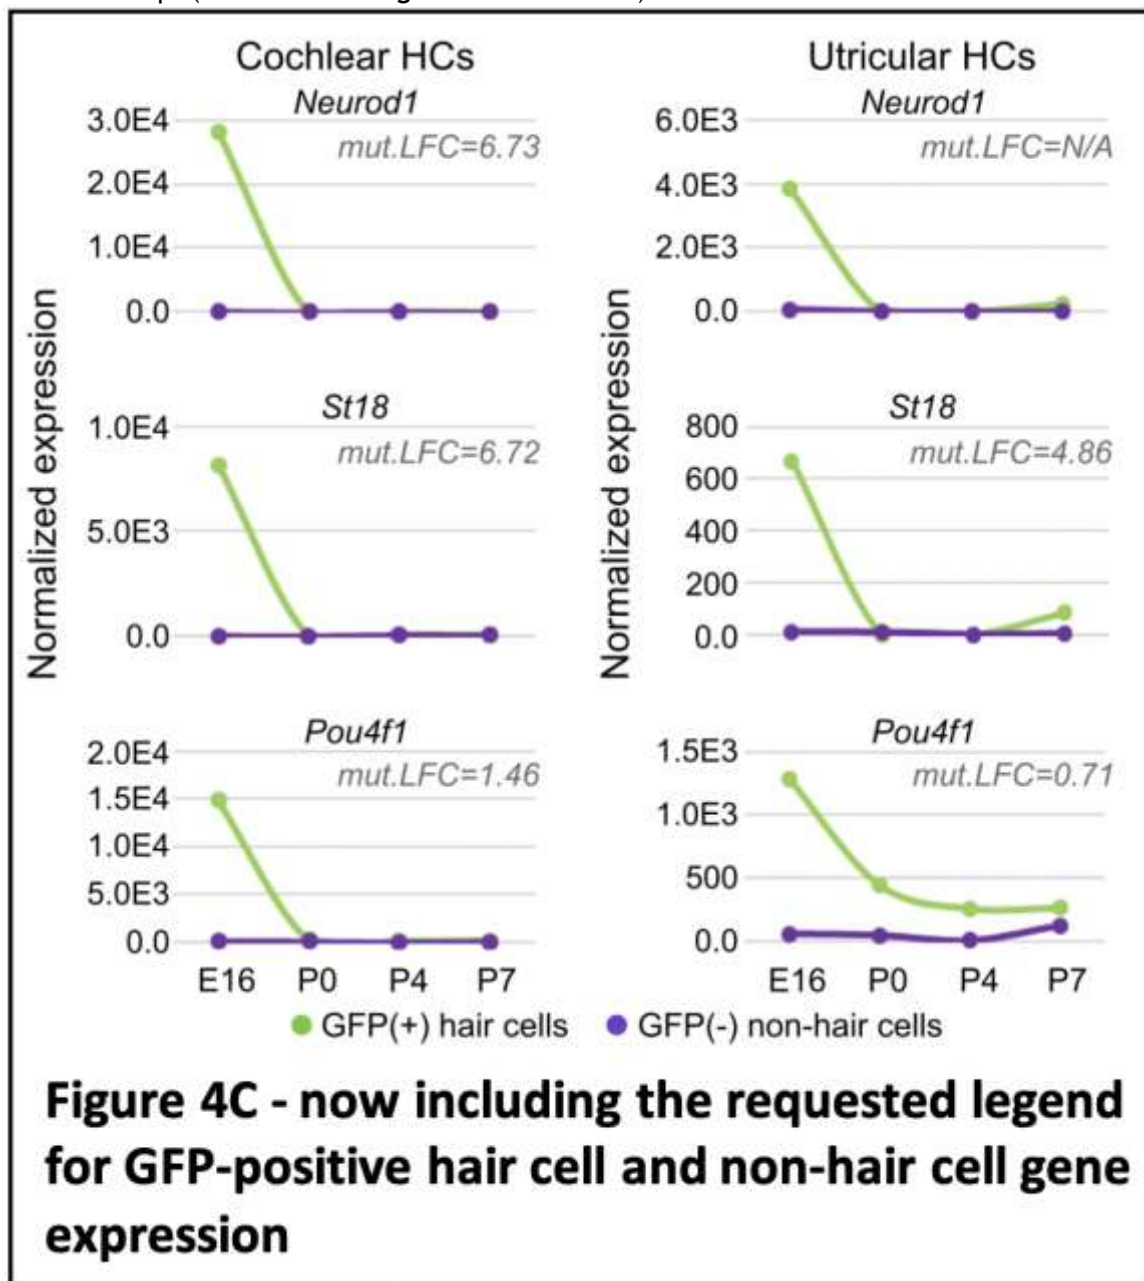 Cochlear HCs
Neurod1
mut.LFC=6.73
3.0E4
2.0E4
1.0E4
0.0
St18
mut.LFC=6.72
1.0E4
5.0E3
0.0
Pou4f1
mut.LFC=1.46
2.0E4
1.5E4
1.0E4
5.0E3
0.0
Normalized expression
E16 P0 P4 P7
Utricular HCs
Neurod1
mut.LFC=N/A
6.0E3
4.0E3
2.0E3
0.0
St18
mut.LFC=4.86
800
600
400
200
0.0
Pou4f1
mut.LFC=0.71
1.5E3
1.0E3
500
0.0
Normalized expression
E16 P0 P4 P7
GFP(+) hair cells GFP(-) non-hair cells
Figure 4C - now including the requested legend
for GFP-positive hair cell and non-hair cell gene
expression